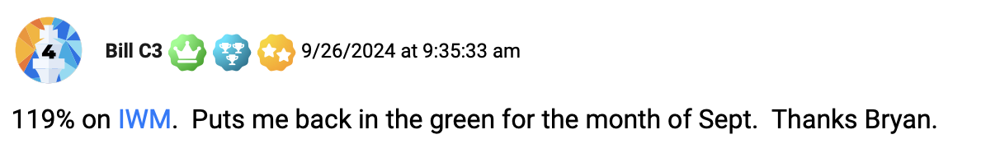 4 Bill C3 9/26/2024 at 9:35:33 am
119% on IWM.  Puts me back in the green for the month of Sept.  Thanks Bryan.